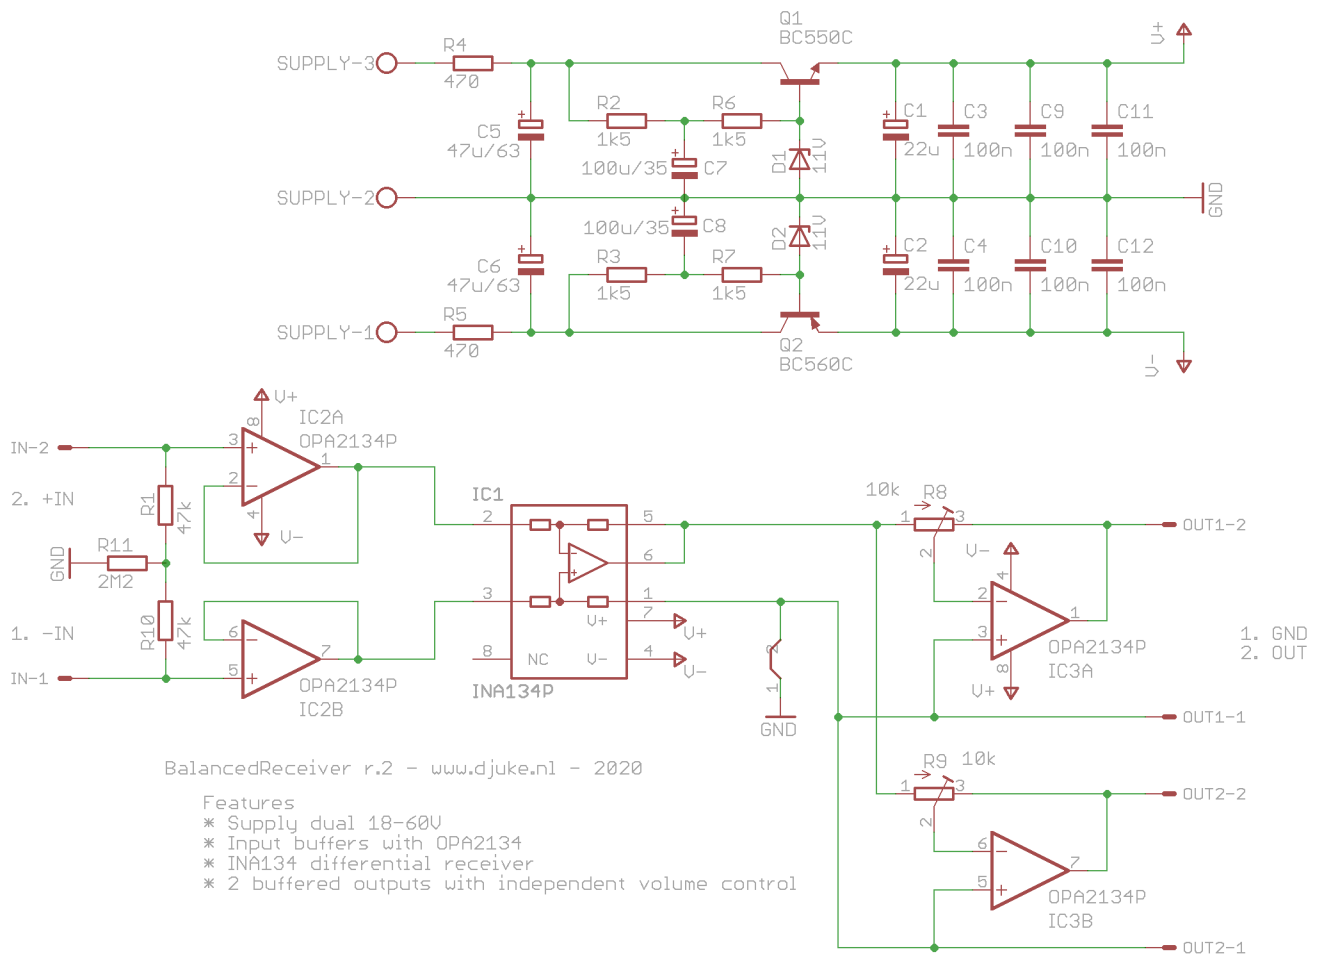 Q1
BC550C
V+
R4
SUPPLY-3
470
R2
R6
C1
C3
C9
C11
+
C5
47u/63
1k5
1k5
+
100u/35
C7
D1
11V
+
22u
100n
100n
100n
SUPPLY-2
GND
+
100u/35
C8
D2
11V
C2
C4
C10
C12
+
C6
47u/63
R3
R7
1k5
1k5
+
22u
100n
100n
100n
R5
SUPPLY-1
470
Q2
BC560C
V-
V+
IC2A
OPA2134P
8
IN-2
3
+
1
2
-
4
V-
2. +IN
R1
47k
R11
GND
2M2
R10
47k
1. -IN
6
-
7
5
+
IN-1
OPA2134P
IC2B
IC1
2
5
-
6
+
3
1
V+
7
V+
8
NC
V-
4
V-
INA134P
2
1
GND
10k
R8
1
3
2
OUT1-2
V-
4
2
-
1
3
+
8
V+
OPA2134P
IC3A
1. GND
2. OUT
OUT1-1
R9
10k
1
3
2
OUT2-2
6
-
7
5
+
OPA2134P
IC3B
OUT2-1
BalancedReceiver r.2 - www.djuke.nl - 2020
Features
* Supply dual 18-60V
* Input buffers with OPA2134
* INA134 differential receiver
* 2 buffered outputs with independent volume control